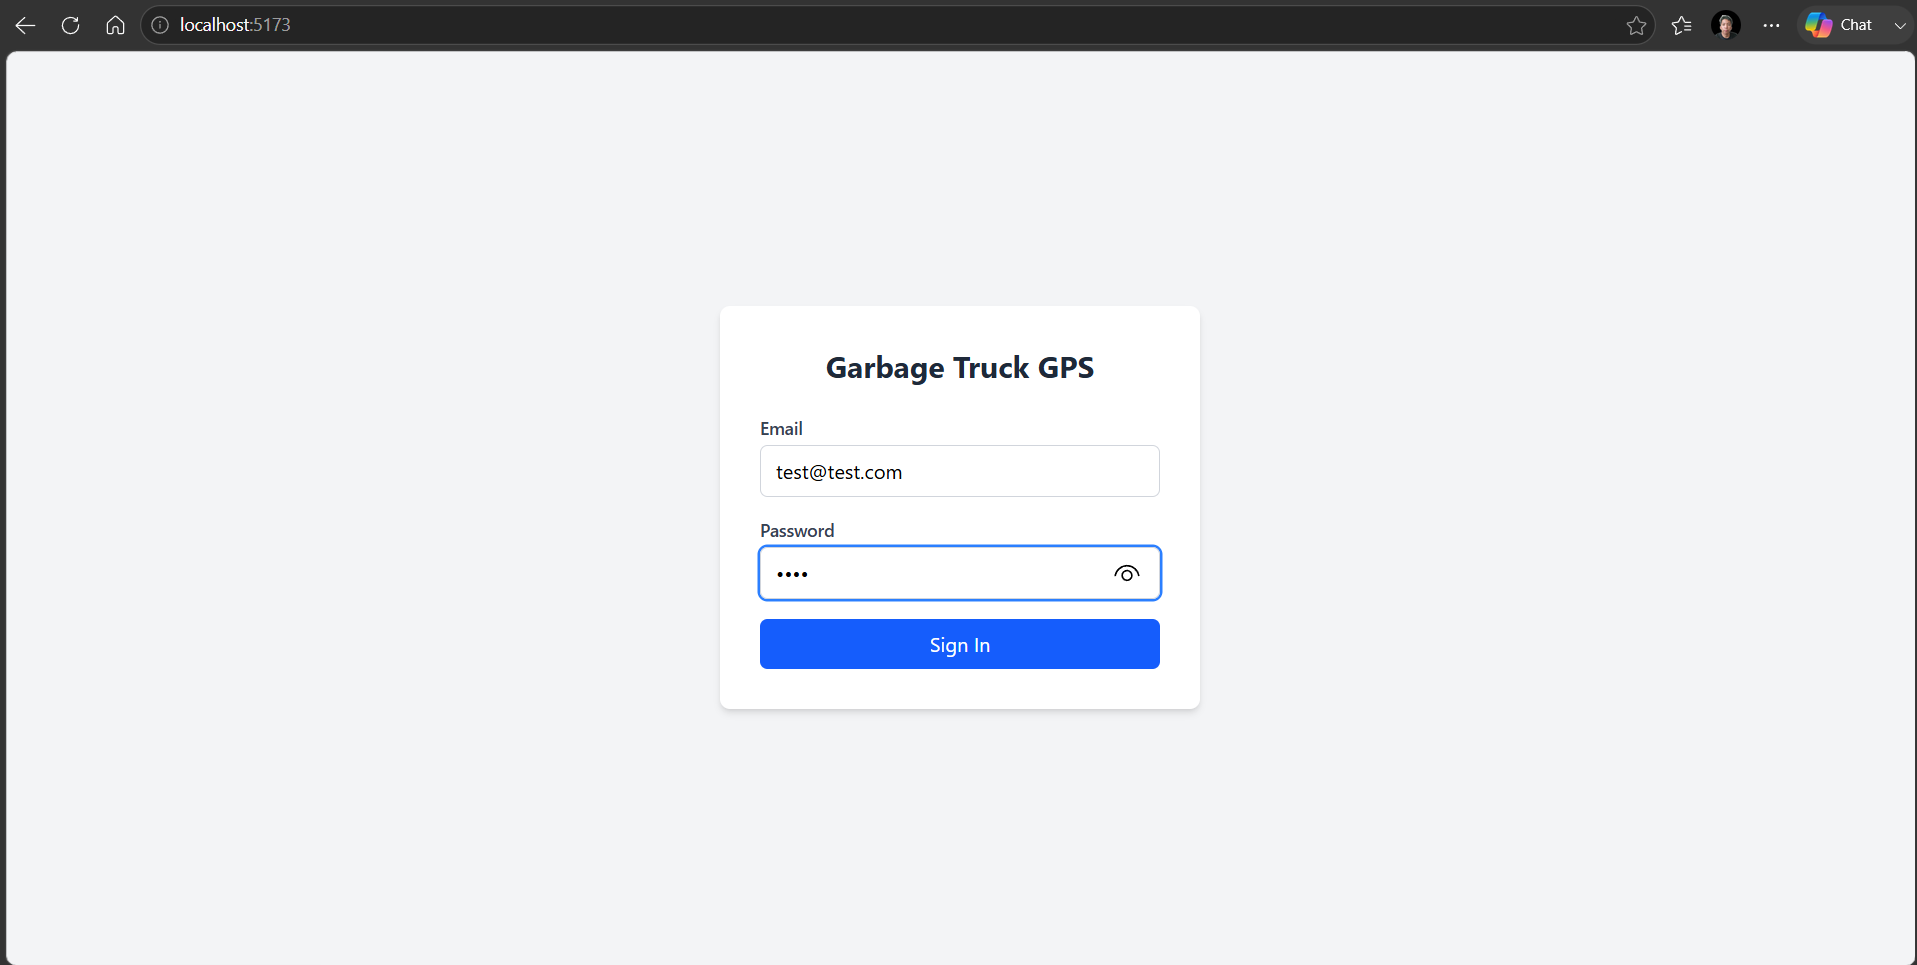 localhost:5173
Chat
Garbage Truck GPS
Email
test@test.com
Password
••••
Sign In